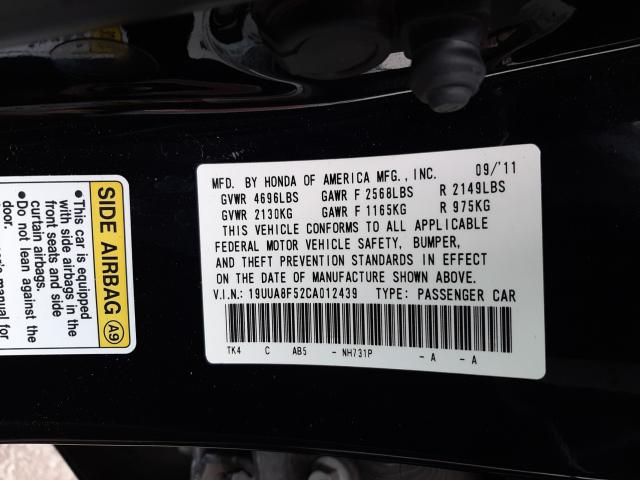 MFD. BY HONDA OF AMERICA MFG., INC. 09/'11
GVWR 4696LBS GAWR F 2568LBS R 2149LBS
GVWR 2130KG GAWR F 1165KG R 975KG
THIS VEHICLE CONFORMS TO ALL APPLICABLE
FEDERAL MOTOR VEHICLE SAFETY, BUMPER,
AND THEFT PREVENTION STANDARDS IN EFFECT
ON THE DATE OF MANUFACTURE SHOWN ABOVE.
V.I.N.: 19UUA8F52CA012439 TYPE: PASSENGER CAR
TK4 C AB5 - NH731P - A - A
SIDE AIRBAG A9
•This car is equipped
with side airbags in the
front seats and side
curtain airbags.
•Do not lean against the
door.
manual for